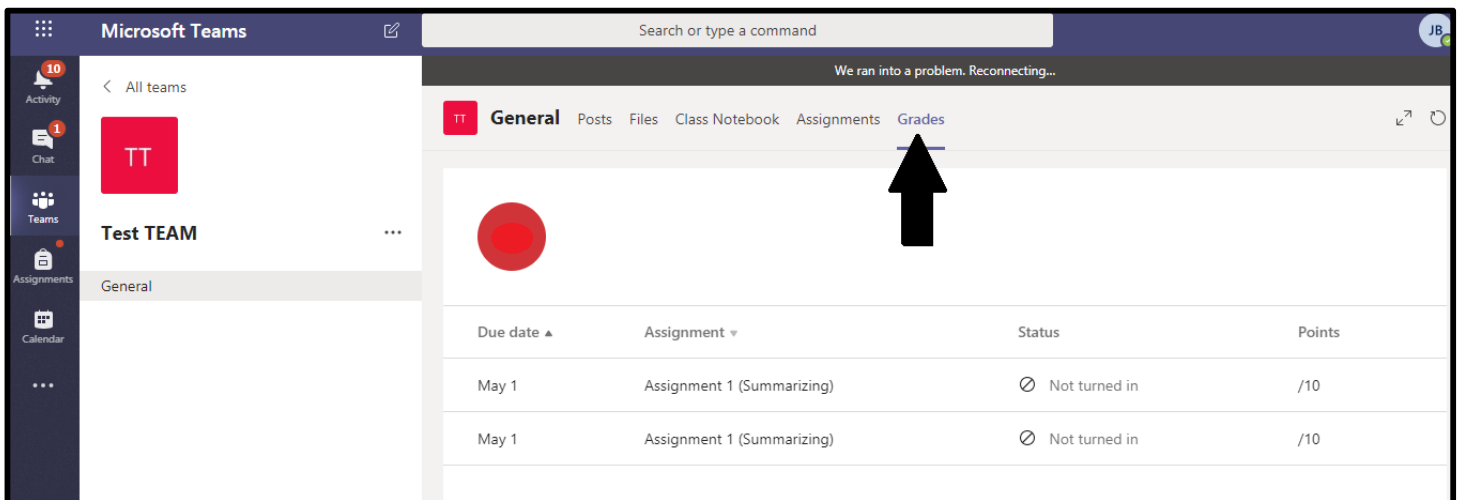 Microsoft Teams
Search or type a command
JB
10
Activity
1
Chat
Teams
Assignments
Calendar
All teams
TT
Test TEAM
General
We ran into a problem. Reconnecting...
TT General Posts Files Class Notebook Assignments Grades
Due date Assignment Status Points
May 1 Assignment 1 (Summarizing) Not turned in /10
May 1 Assignment 1 (Summarizing) Not turned in /10